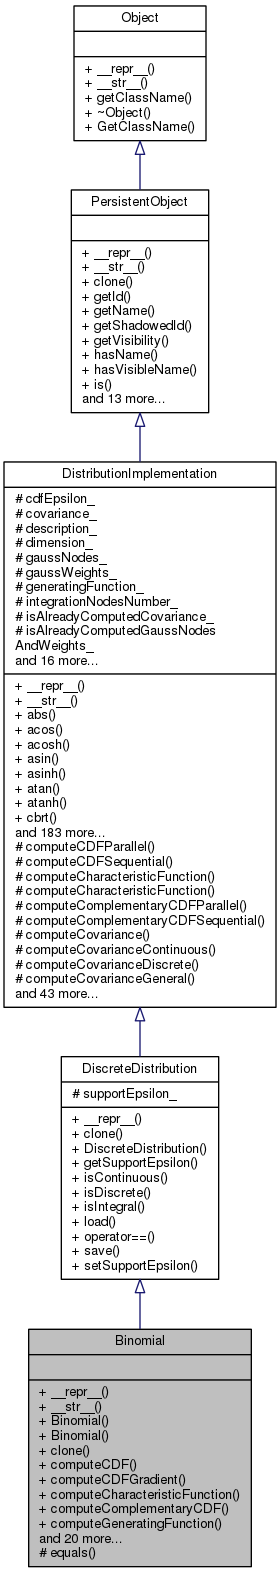 Object
+ __repr__()
+ __str__()
+ getClassName()
+ ~Object()
+ GetClassName()
PersistentObject
+ __repr__()
+ __str__()
+ clone()
+ getId()
+ getName()
+ getShadowedId()
+ getVisibility()
+ hasName()
+ hasVisibleName()
+ is()
and 13 more...
DistributionImplementation
# cdfEpsilon_
# covariance_
# description_
# dimension_
# gaussNodes_
# gaussWeights_
# generatingFunction_
# integrationNodesNumber_
# isAlreadyComputedCovariance_
# isAlreadyComputedGaussNodes
AndWeights_
and 16 more...
+ __repr__()
+ __str__()
+ abs()
+ acos()
+ acosh()
+ asin()
+ asinh()
+ atan()
+ atanh()
+ cbrt()
and 183 more...
# computeCDFParallel()
# computeCDFSequential()
# computeCharacteristicFunction()
# computeCharacteristicFunction()
# computeComplementaryCDFParallel()
# computeComplementaryCDFSequential()
# computeCovariance()
# computeCovarianceContinuous()
# computeCovarianceDiscrete()
# computeCovarianceGeneral()
and 43 more...
DiscreteDistribution
# supportEpsilon_
+ __repr__()
+ clone()
+ DiscreteDistribution()
+ getSupportEpsilon()
+ isContinuous()
+ isDiscrete()
+ isIntegral()
+ load()
+ operator==()
+ save()
+ setSupportEpsilon()
Binomial
+ __repr__()
+ __str__()
+ Binomial()
+ Binomial()
+ clone()
+ computeCDF()
+ computeCDFGradient()
+ computeCharacteristicFunction()
+ computeComplementaryCDF()
+ computeGeneratingFunction()
and 20 more...
# equals()